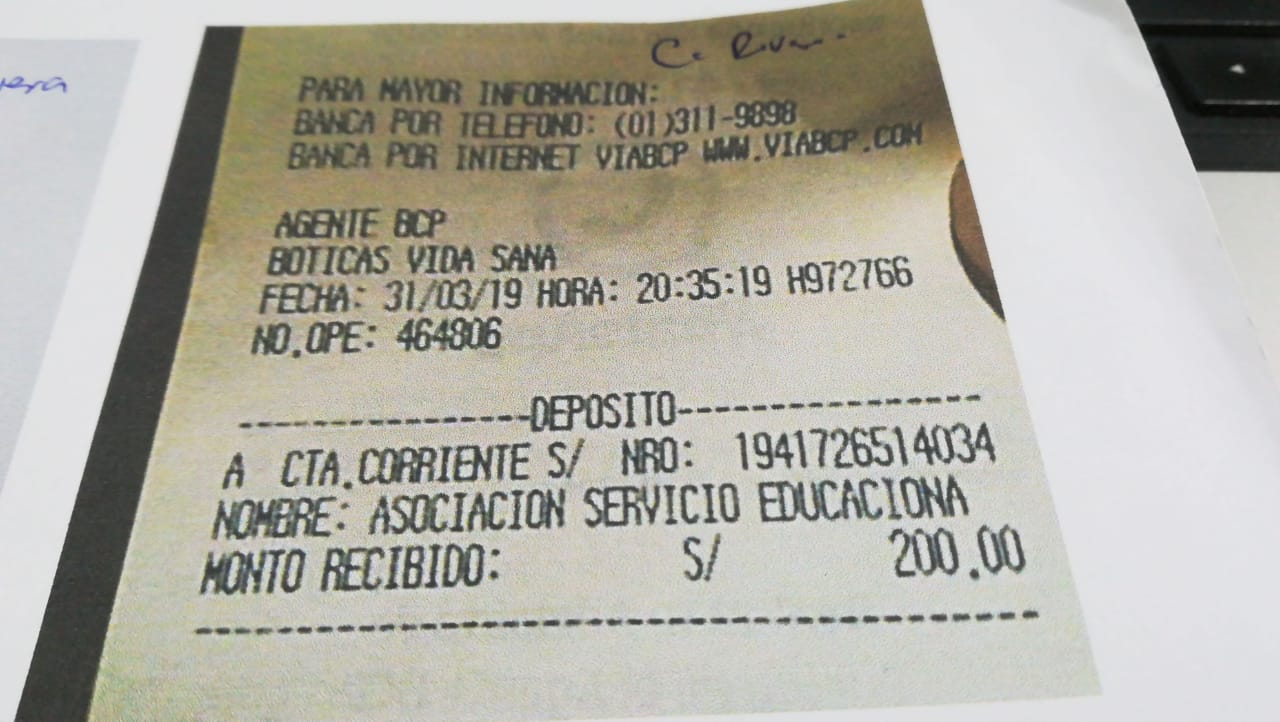 PARA MAYOR INFORMACION:
BANCA POR TELEFONO: (01)311-9898
BANCA POR INTERNET VIABCP WWW.VIABCP.COM
AGENTE BCP
BOTICAS VIDA SANA
FECHA: 31/03/19 HORA: 20:35:19 H972766
NO.OPE: 464806
----------------DEPOSITO----------------
A CTA.CORRIENTE S/ NRO: 1941726514034
NOMBRE: ASOCIACION SERVICIO EDUCACIONA
MONTO RECIBIDO: S/ 200.00